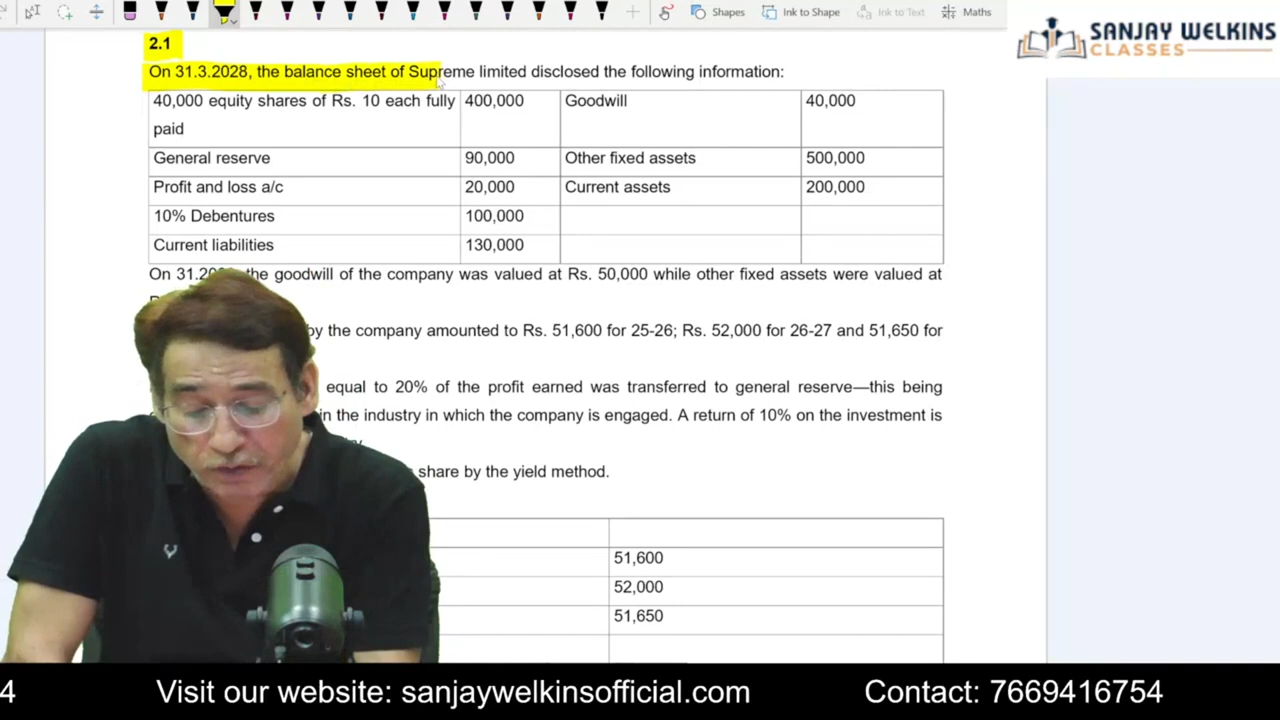 Shapes
Ink to Shape
Ink to Text
Maths
SANJAY WELKINS
CLASSES
2.1
On 31.3.2028, the balance sheet of Supreme limited disclosed the following information:
40,000 equity shares of Rs. 10 each fully paid 400,000 Goodwill 40,000
General reserve 90,000 Other fixed assets 500,000
Profit and loss a/c 20,000 Current assets 200,000
10% Debentures 100,000
Current liabilities 130,000
On the goodwill of the company was valued at Rs. 50,000 while other fixed assets were valued at
by the company amounted to Rs. 51,600 for 25-26; Rs. 52,000 for 26-27 and 51,650 for
equal to 20% of the profit earned was transferred to general reserve—this being
in the industry in which the company is engaged. A return of 10% on the investment is
share by the yield method.
51,600
52,000
51,650
4 Visit our website: sanjaywelkinsofficial.com Contact: 7669416754